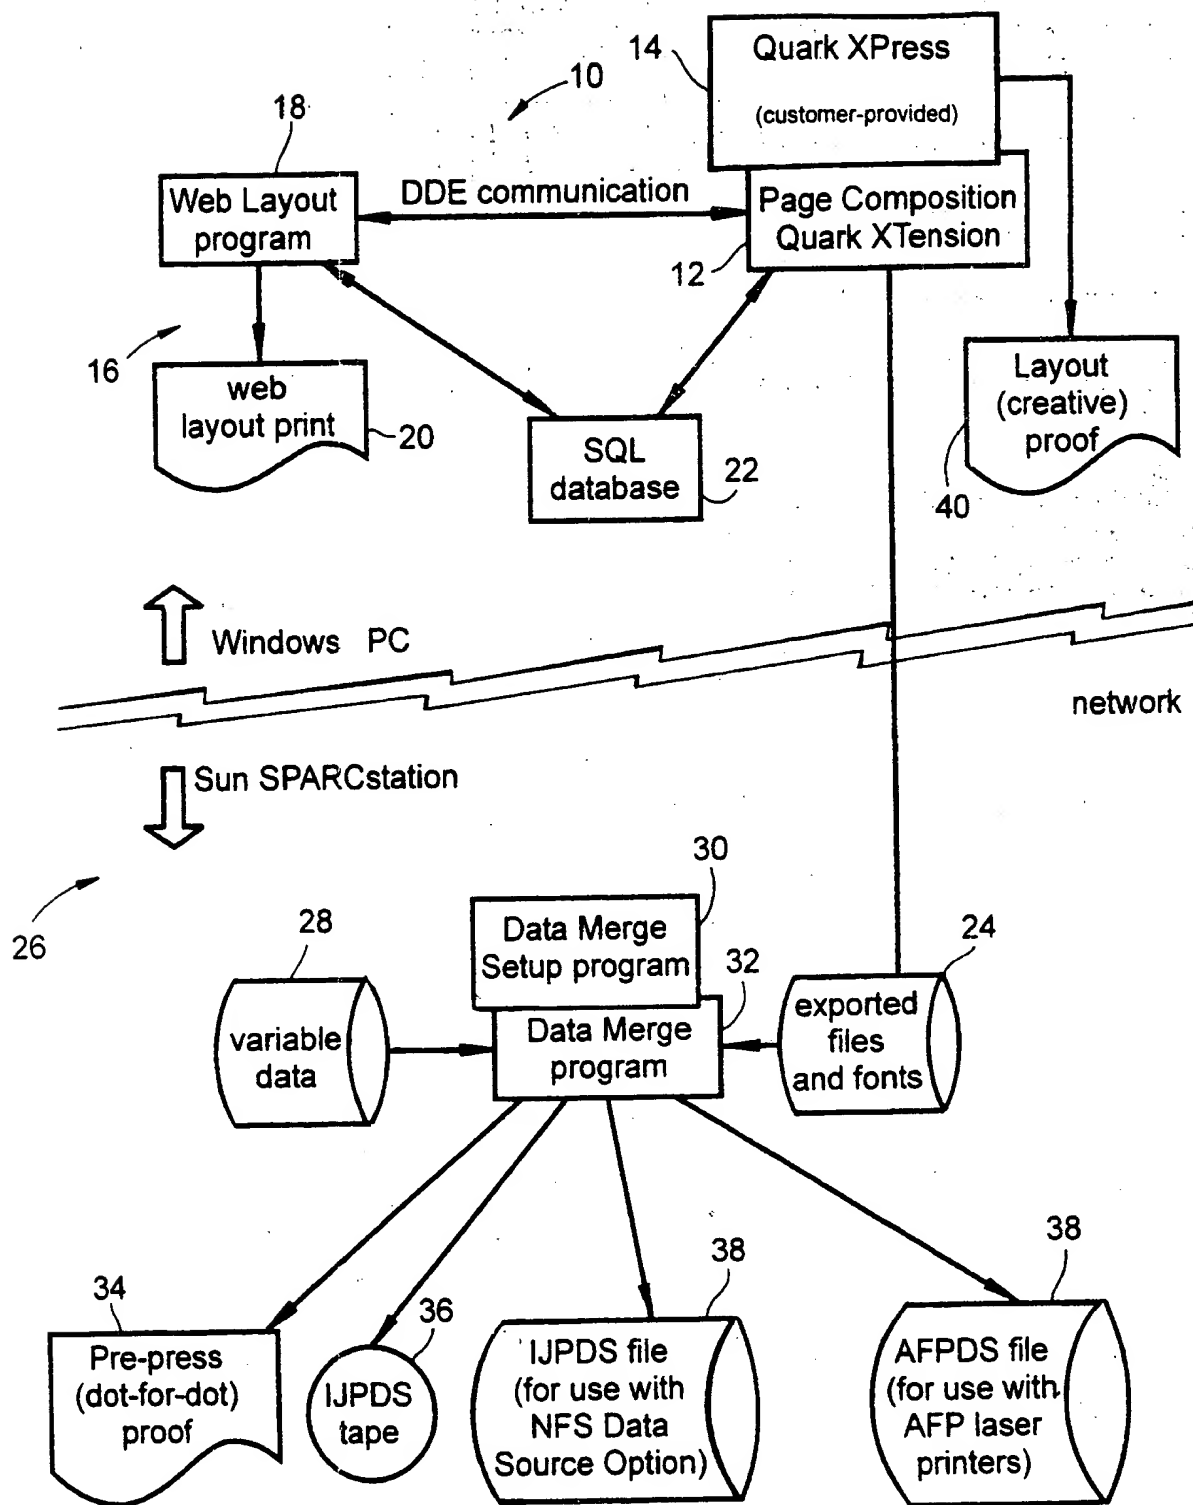 14
Quark XPress
(customer-provided)
10
18
Web Layout
program
DDE communication
Page Composition
Quark XTension
12
16
web
layout print
20
SQL
database
22
Layout
(creative)
proof
40
Windows PC
network
Sun SPARCstation
26
30
Data Merge
Setup program
28
variable
data
32
Data Merge
program
24
exported
files
and fonts
34
Pre-press
(dot-for-dot)
proof
36
IJPDS
tape
38
IJPDS file
(for use with
NFS Data
Source Option)
38
AFPDS file
(for use with
AFP laser
printers)